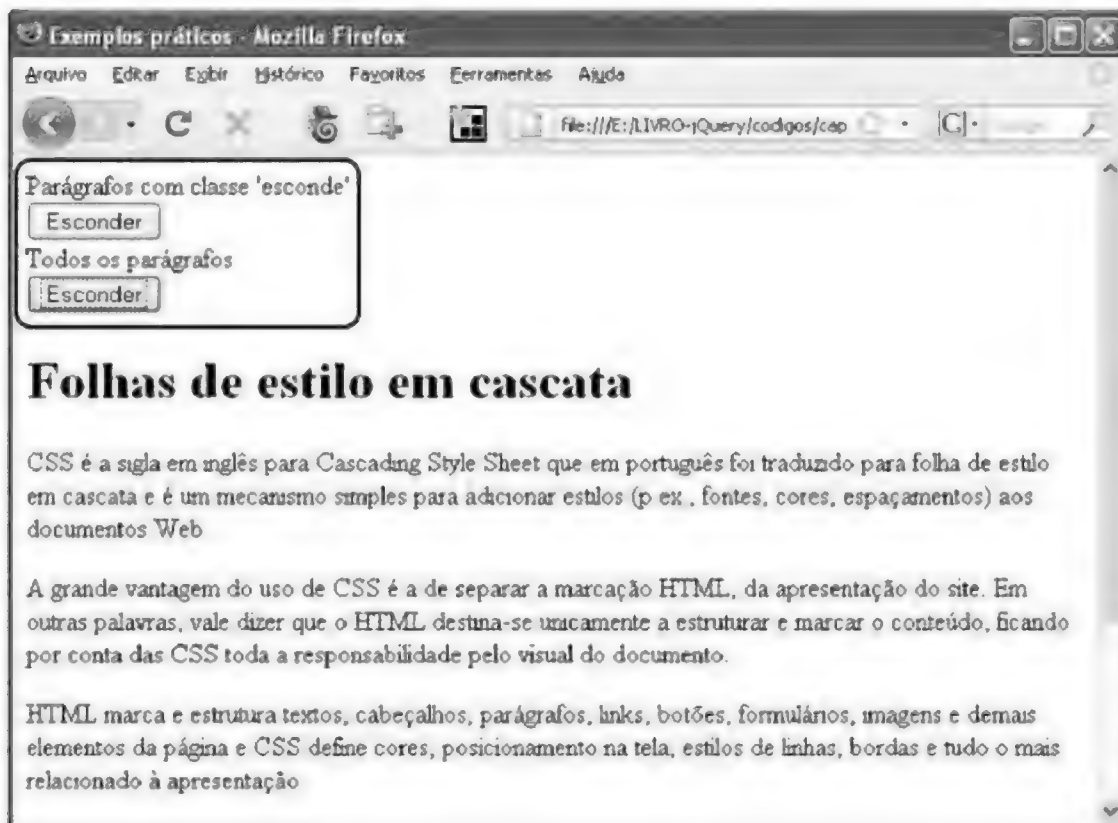 Exemplos práticos - Mozilla Firefox
Arquivo Editar Exibir Histórico Favoritos Ferramentas Ajuda
file:///E:/LIVRO-jQuery/codigos/cap
Parágrafos com classe 'esconde'
Esconder
Todos os parágrafos
Esconder
Folhas de estilo em cascata
CSS é a sigla em inglês para Cascading Style Sheet que em português foi traduzido para folha de estilo
em cascata e é um mecanismo simples para adicionar estilos (p ex., fontes, cores, espaçamentos) aos
documentos Web
A grande vantagem do uso de CSS é a de separar a marcação HTML, da apresentação do site. Em
outras palavras, vale dizer que o HTML destina-se unicamente a estruturar e marcar o conteúdo, ficando
por conta das CSS toda a responsabilidade pelo visual do documento.
HTML marca e estrutura textos, cabeçalhos, parágrafos, links, botões, formulários, imagens e demais
elementos da página e CSS define cores, posicionamento na tela, estilos de linhas, bordas e tudo o mais
relacionado à apresentação